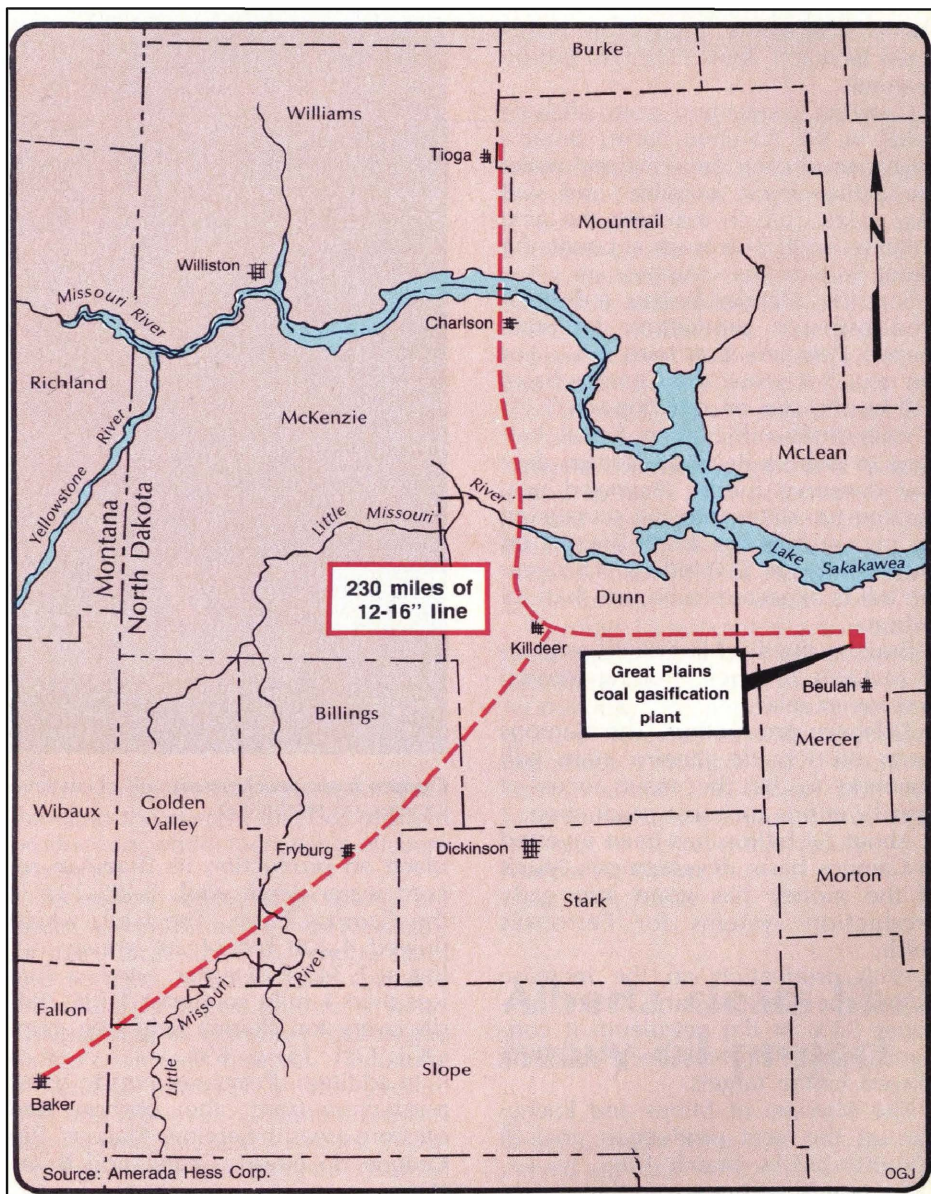 Burke
Williams
Tioga
Mountrail
N
Williston
Missouri
River
Charlson
Richland
McKenzie
McLean
Yellowstone
River
Montana
North Dakota
Little Missouri River
Lake Sakakawea
230 miles of
12-16" line
Dunn
Killdeer
Great Plains
coal gasification
plant
Beulah
Billings
Mercer
Wibaux
Golden
Valley
Fryburg
Dickinson
Morton
Stark
Fallon
Little Missouri River
Slope
Baker
Source: Amerada Hess Corp.
OGJ